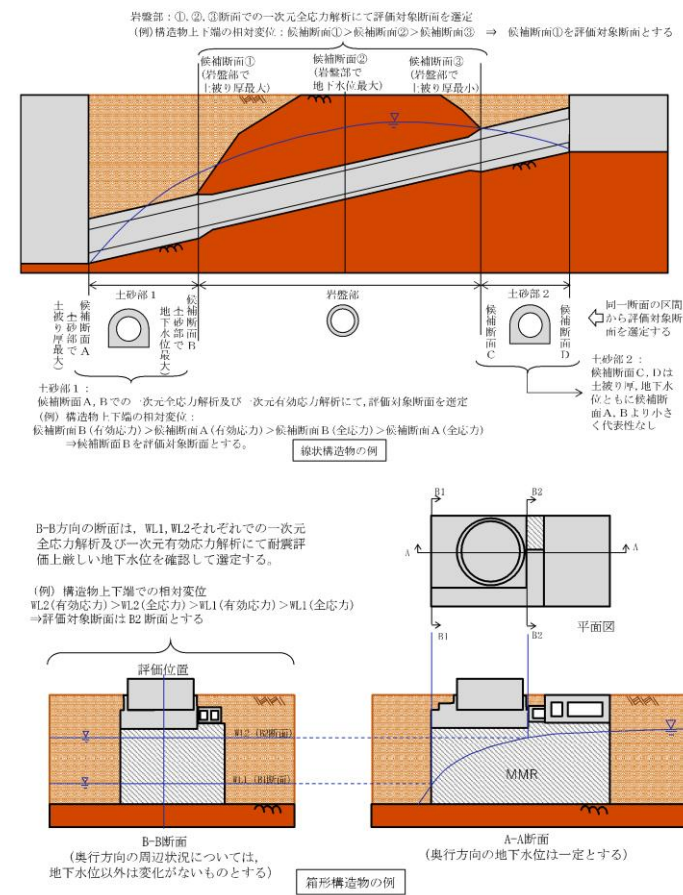 岩盤部：①，②，③断面での一次元全応力解析にて評価対象断面を選定
(例)構造物上下端の相対変位：候補断面①＞候補断面②＞候補断面③ ⇒ 候補断面①を評価対象断面とする
候補断面①
(岩盤部で
土被り厚最大)
候補断面②
(岩盤部で
地下水位最大)
候補断面③
(岩盤部で
土被り厚最小)
土砂部1
岩盤部
土砂部2
候補断面A
(土砂部で
土被り厚最大)
候補断面B
(土砂部で
地下水位最大)
候補断面C
候補断面D
同一断面の区間
から評価対象断
面を選定する
土砂部1：
候補断面A,Bでの一次元全応力解析及び一次元有効応力解析にて,評価対象断面を選定
(例) 構造物上下端の相対変位：
候補断面B(有効応力)＞候補断面A(有効応力)＞候補断面B(全応力)＞候補断面A(全応力)
⇒候補断面Bを評価対象断面とする。
土砂部2：
候補断面C,Dは
土被り厚,地下水
位ともに候補断
面A,Bより小さ
く代表性なし
線状構造物の例
B-B方向の断面は，WL1,WL2それぞれでの一次元
全応力解析及び一次元有効応力解析にて耐震評
価上厳しい地下水位を確認して選定する。
(例) 構造物上下端での相対変位
WL2(有効応力)＞WL2(全応力)＞WL1(有効応力)＞WL1(全応力)
⇒評価対象断面はB2断面とする
B1
B2
A
A
B1
B2
平面図
評価位置
WL2 (B2断面)
WL1 (B1断面)
MMR
B-B断面
(奥行方向の周辺状況については，
地下水位以外は変化がないものとする)
A-A断面
(奥行方向の地下水位は一定とする)
箱形構造物の例